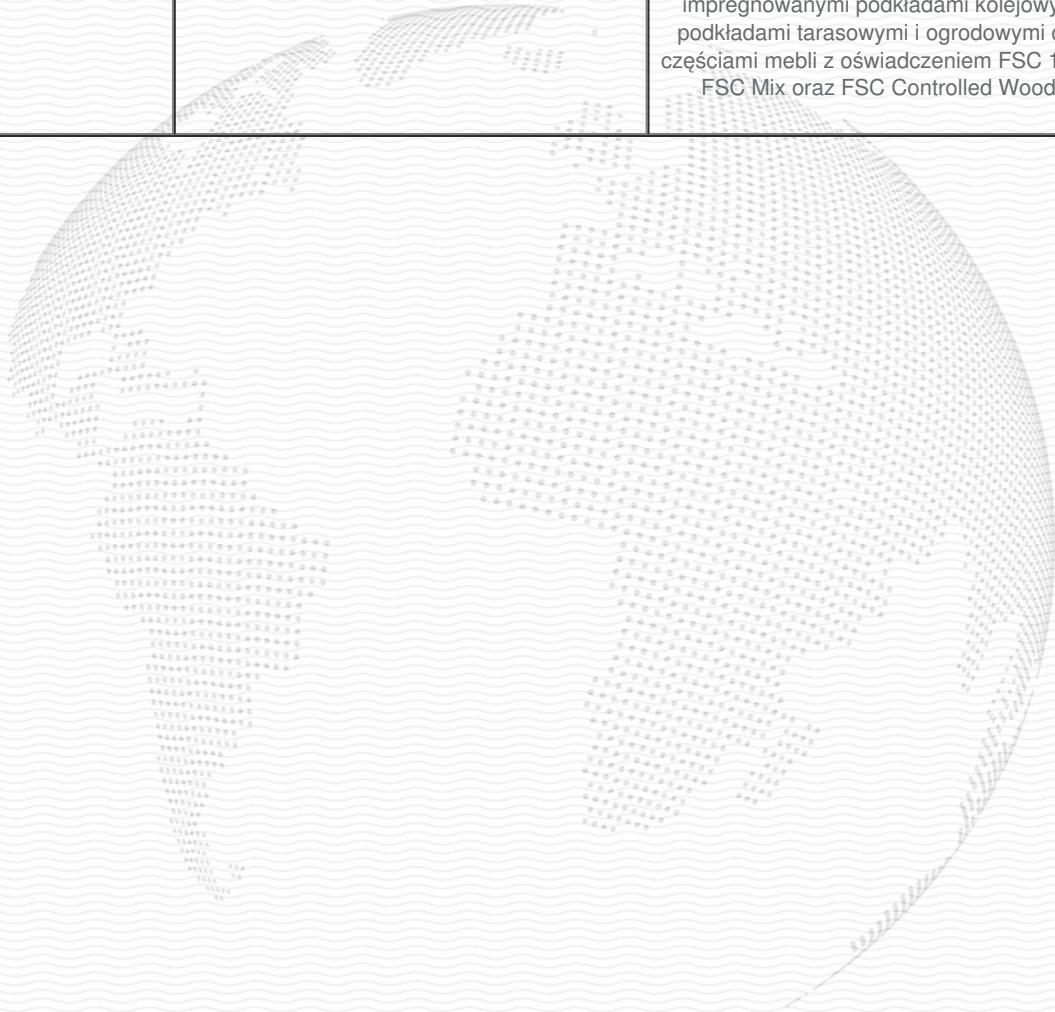 impregnowanymi podkładami kolejowy
podkładami tarasowymi i ogrodowymi
częściami mebli z oświadczeniem FSC 1
FSC Mix oraz FSC Controlled Wood